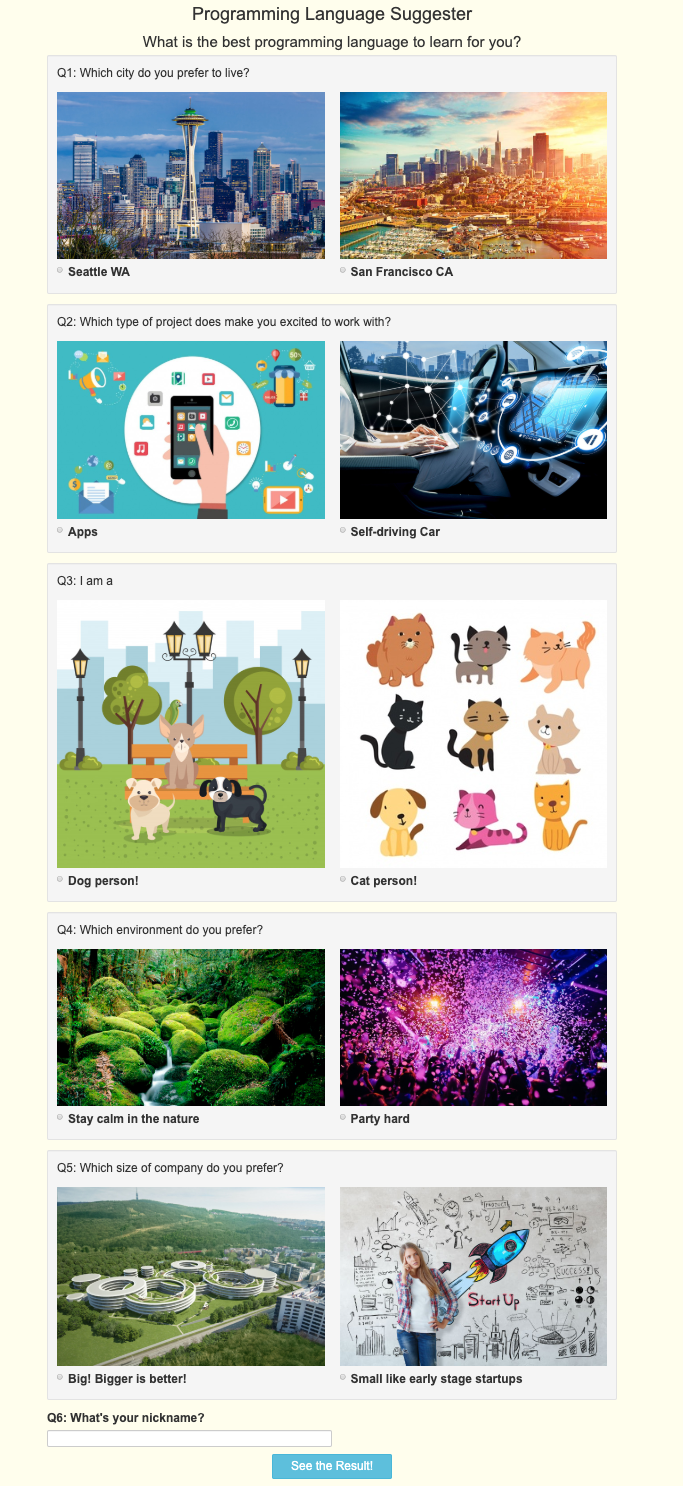 Programming Language Suggester
What is the best programming language to learn for you?
Q1: Which city do you prefer to live?
Seattle WA
San Francisco CA
Q2: Which type of project does make you excited to work with?
Apps
Self-driving Car
Q3: I am a
Dog person!
Cat person!
Q4: Which environment do you prefer?
Stay calm in the nature
Party hard
Q5: Which size of company do you prefer?
Start Up
SUCCESS
Big! Bigger is better!
Small like early stage startups
Q6: What's your nickname?
See the Result!